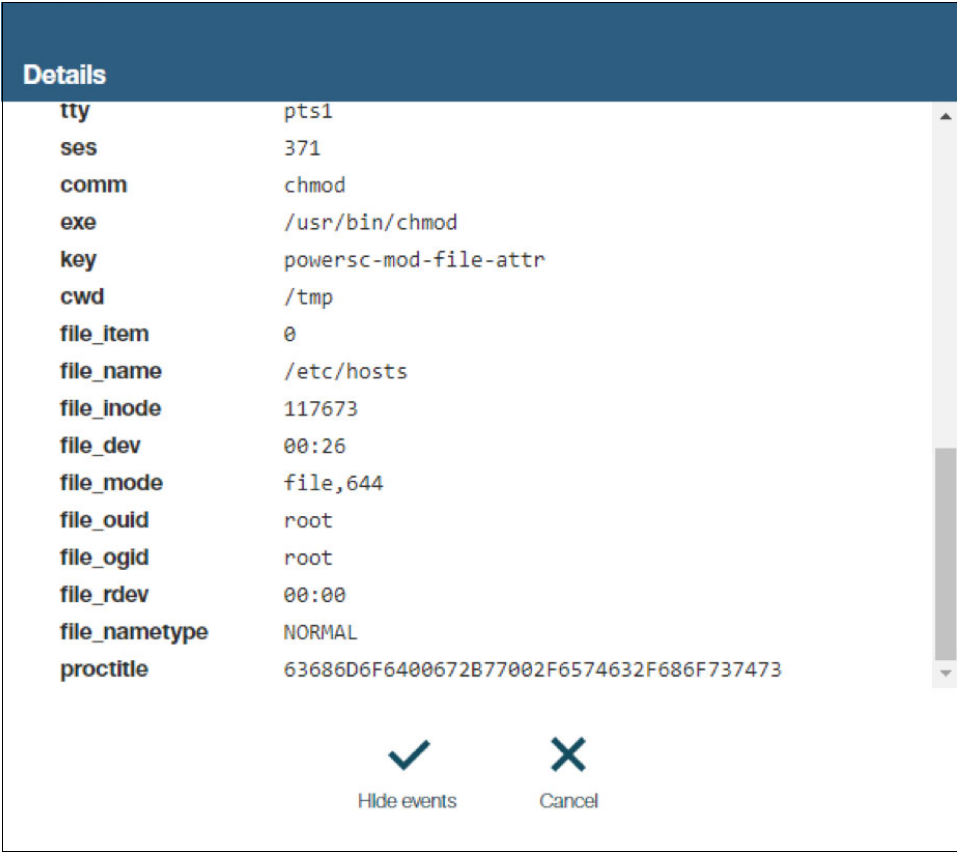 Details
tty pts1
ses 371
comm chmod
exe /usr/bin/chmod
key powersc-mod-file-attr
cwd /tmp
file_item 0
file_name /etc/hosts
file_inode 117673
file_dev 00:26
file_mode file,644
file_ouid root
file_ogid root
file_rdev 00:00
file_nametype NORMAL
proctitle 63686D6F6400672B77002F6574632F686F737473
HIde events Cancel